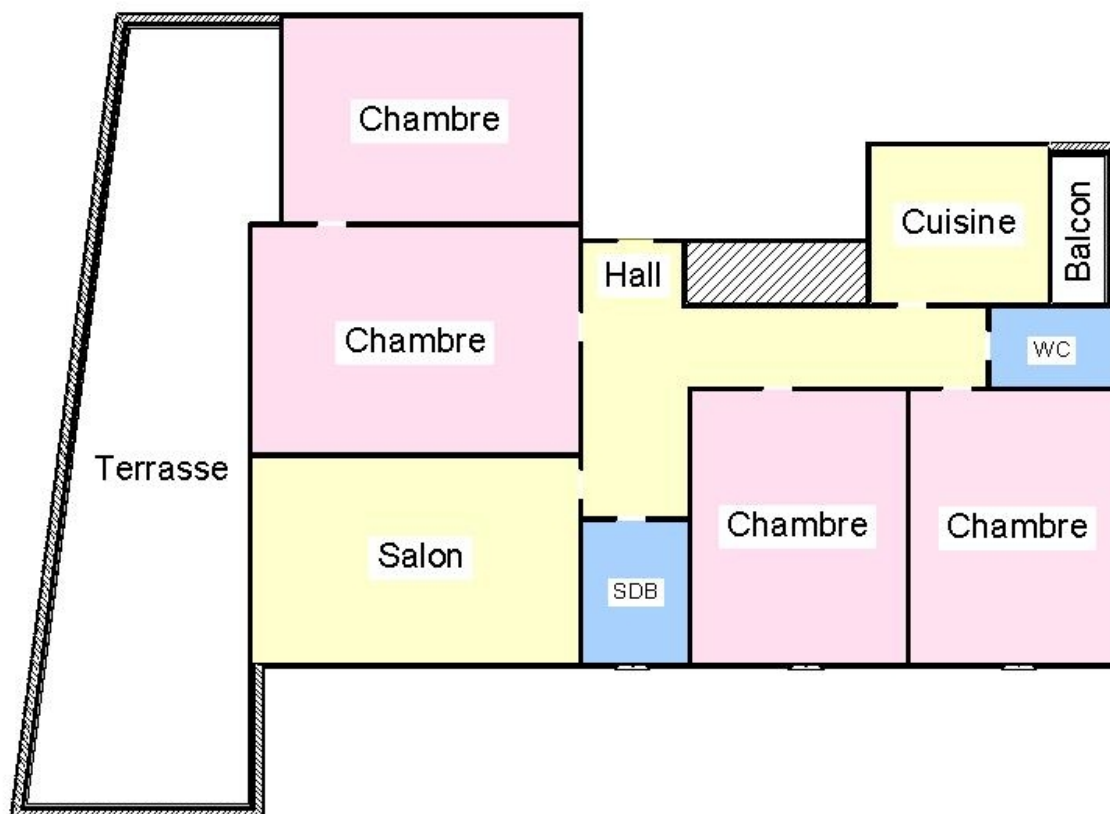 Chambre
Cuisine
Balcon
Hall
Chambre
WC
Terrasse
Salon
SDB
Chambre
Chambre